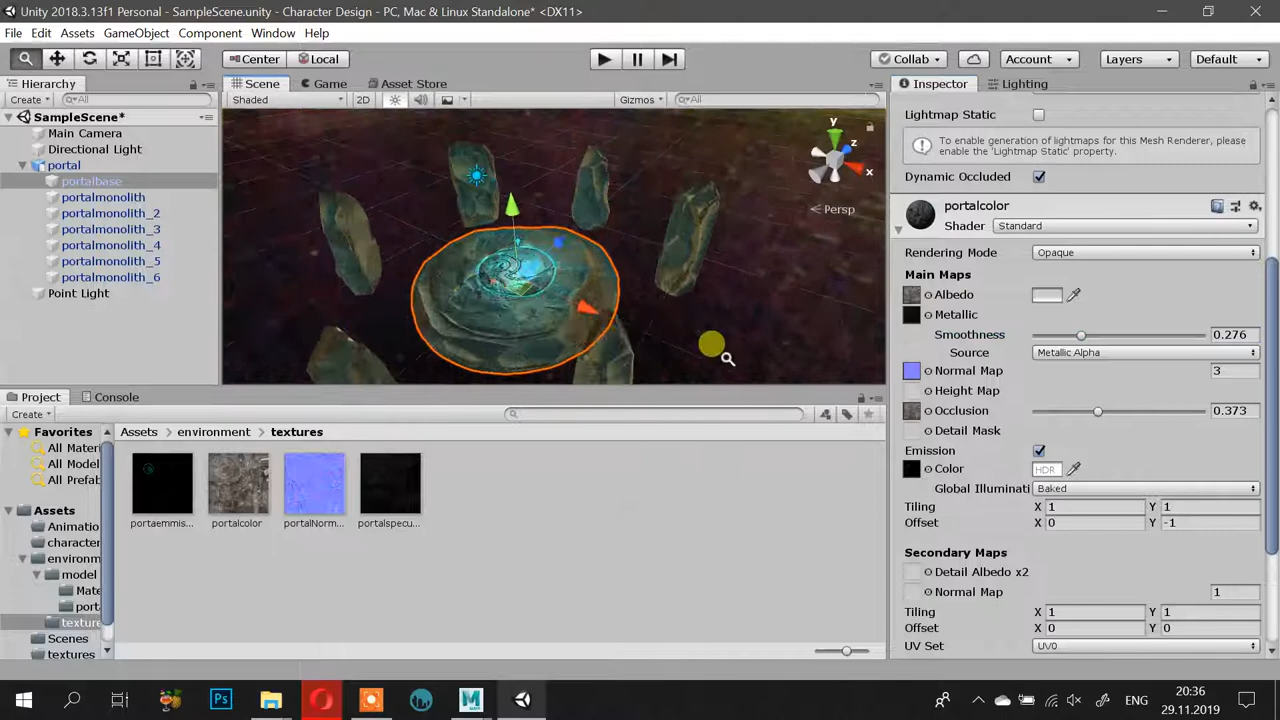 Unity 2018.3.13f1 Personal - SampleScene.unity - Character Design - PC, Mac & Linux Standalone* <DX11>
File Edit Assets GameObject Component Window Help
Center Local Collab Account Layers Default
Hierarchy
Create All
SampleScene*
Main Camera
Directional Light
portal
portalbase
portalmonolith
portalmonolith_2
portalmonolith_3
portalmonolith_4
portalmonolith_5
portalmonolith_6
Point Light
Scene Game Asset Store
Shaded 2D Gizmos All
y
z
x
Persp
Inspector Lighting
Lightmap Static
To enable generation of lightmaps for this Mesh Renderer, please
enable the 'Lightmap Static' property.
Dynamic Occluded
portalcolor
Shader Standard
Rendering Mode Opaque
Main Maps
Albedo
Metallic
Smoothness 0.276
Source Metallic Alpha
Normal Map 3
Height Map
Occlusion 0.373
Detail Mask
Emission
Color HDR
Global Illuminati Baked
Tiling X 1 Y 1
Offset X 0 Y -1
Secondary Maps
Detail Albedo x2
Normal Map 1
Tiling X 1 Y 1
Offset X 0 Y 0
UV Set UV0
Project Console
Create
Favorites
All Materi
All Model
All Prefab
Assets
Animatio
character
environm
model
Mate
porta
texture
Scenes
textures
Assets environment textures
portaemmis... portalcolor portalNorm... portalspecu...
Ps
ENG
20:36
29.11.2019